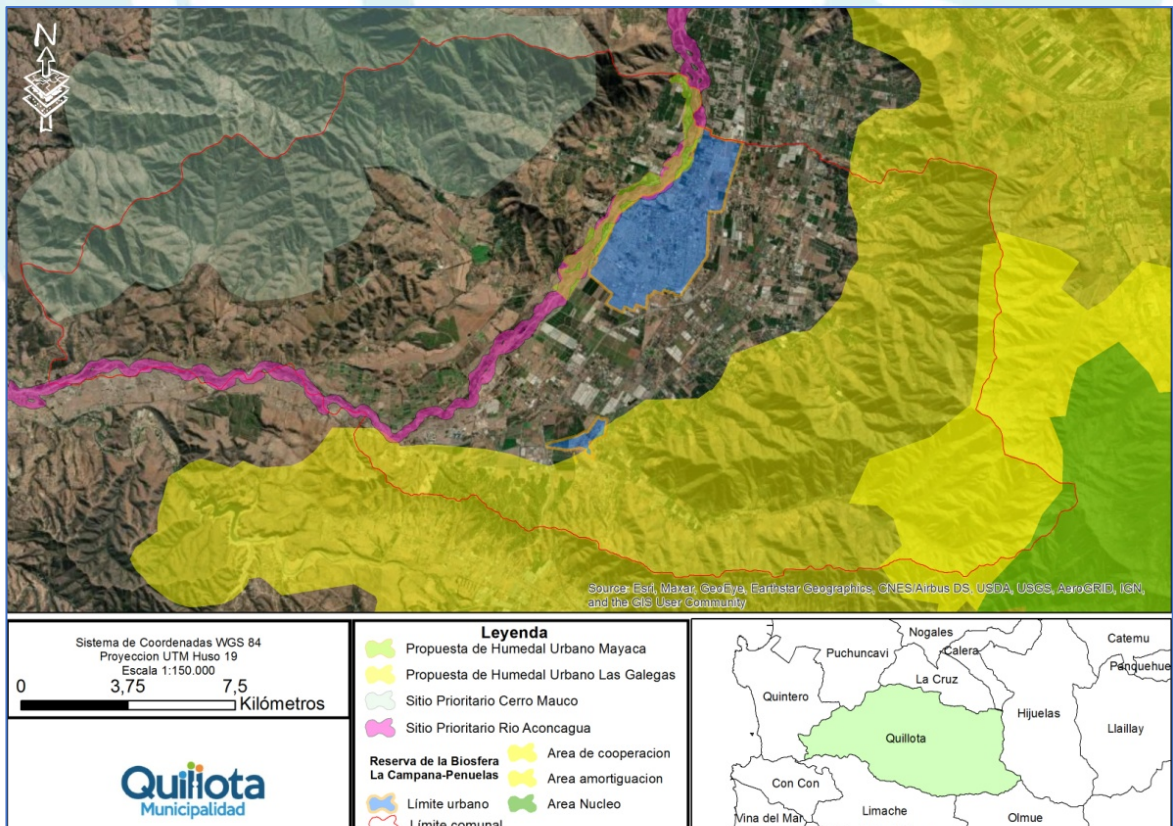 N
Source: Esri, Maxar, GeoEye, Earthstar Geographics, CNES/Airbus DS, USDA, USGS, AeroGRID, IGN,
and the GIS User Community
Sistema de Coordenadas WGS 84
Proyeccion UTM Huso 19
Escala 1:150.000
0 3,75 7,5
Kilómetros
Quillota
Municipalidad
Leyenda
Propuesta de Humedal Urbano Mayaca
Propuesta de Humedal Urbano Las Galegas
Sitio Prioritario Cerro Mauco
Sitio Prioritario Rio Aconcagua
Reserva de la Biosfera
La Campana-Penuelas
Area de cooperacion
Area amortiguacion
Límite urbano
Area Nucleo
Límite comunal
Nogales
Catemu
Puchuncavi
Calera
Panquehue
La Cruz
Quintero
Hijuelas
Llaillay
Quillota
Con Con
Limache
Olmue
Vina del Mar